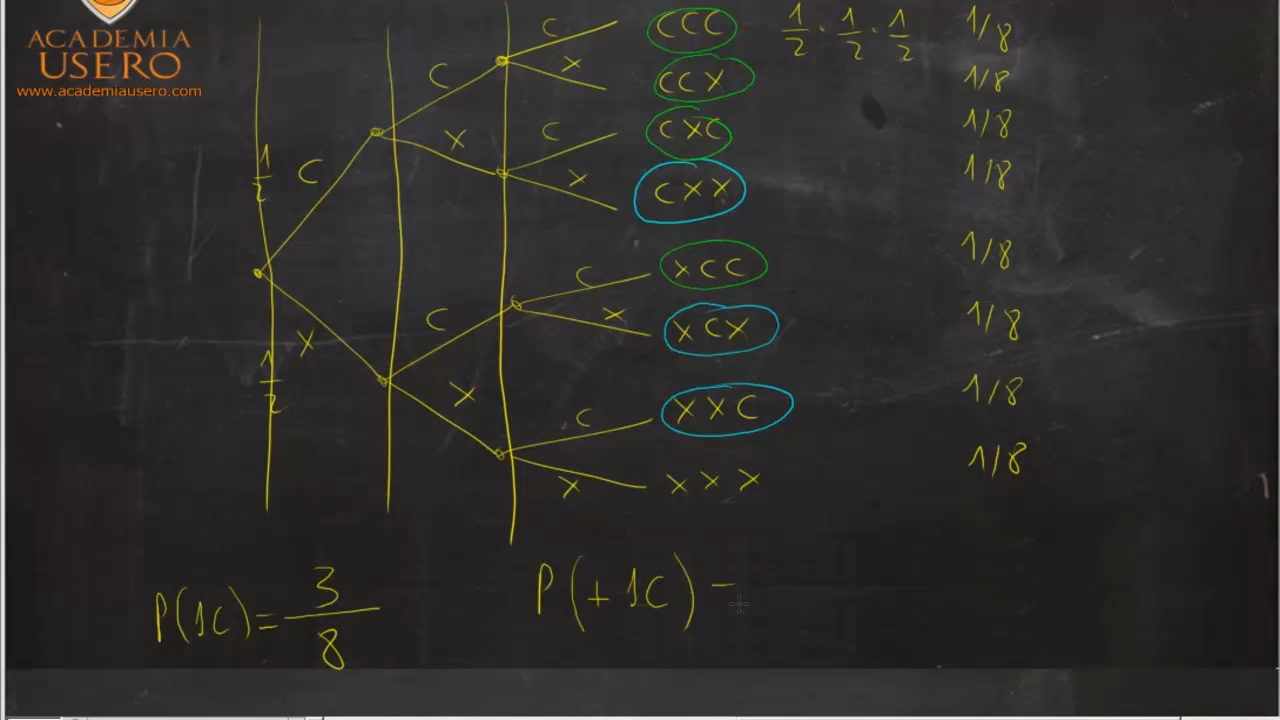 ACADEMIA
USERO
www.academiausero.com
C
CCC
1/2 · 1/2 · 1/2
1/8
X
C
CCX
1/8
C
X
CXC
1/8
1/2
C
X
CXX
1/8
C
XCC
1/8
C
X
XCX
1/8
X
1/2
X
C
XXC
1/8
X
XXX
1/8
P(1C) = 3/8
P(+1C) =